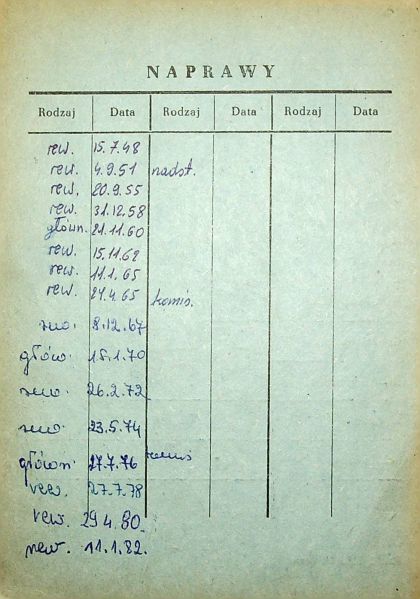 NAPRAWY
Rodzaj Data Rodzaj Data Rodzaj Data
rew. 15.7.48
rew. 4.9.51 nadst.
rew. 20.9.55
rew. 31.12.58
główn. 21.11.60
rew. 15.11.62
rew. 11.1.65
rew. 24.4.65 komis.
rew. 8.12.67
głów. 15.1.70
rew. 26.2.72
rew. 23.5.74
główn. 27.7.76
rew. 27.7.78
rew. 29.4.80.
rew. 11.1.82.